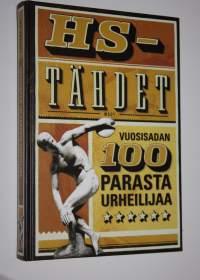 HS-
TÄHDET
VUOSISADAN
100
PARASTA
URHEILIJAA